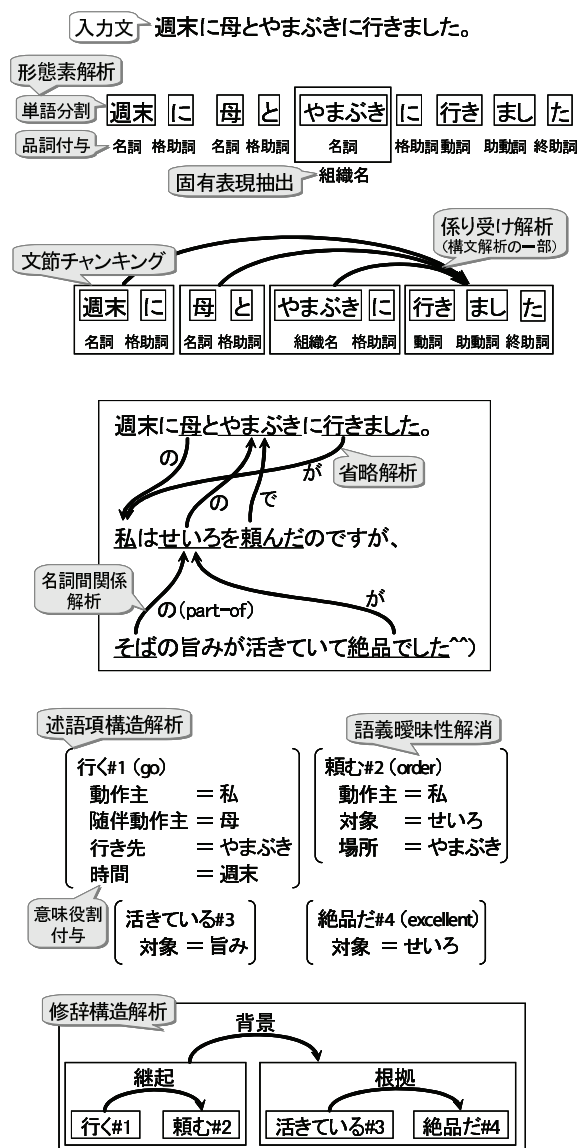 入力文 週末に母とやまぶきに行きました。
形態素解析
単語分割 週末 に 母 と やまぶき に 行き まし た
品詞付与 名詞 格助詞 名詞 格助詞 名詞 格助詞 動詞 助動詞 終助詞
固有表現抽出 組織名
係り受け解析
(構文解析の一部)
文節チャンキング
週末 に 母 と やまぶき に 行き まし た
名詞 格助詞 名詞 格助詞 組織名 格助詞 動詞 助動詞 終助詞
週末に母とやまぶきに行きました。
の の で が 省略解析
私はせいろを頼んだのですが、
名詞間関係
解析
の(part-of) が
そばの旨みが活きていて絶品でした^^)
述語項構造解析 語義曖昧性解消
行く#1 (go) 頼む#2 (order)
動作主 = 私 動作主 = 私
随伴動作主 = 母 対象 = せいろ
行き先 = やまぶき 場所 = やまぶき
時間 = 週末
意味役割
付与
活きている#3 絶品だ#4 (excellent)
対象 = 旨み 対象 = せいろ
修辞構造解析
背景
継起 根拠
行く#1 頼む#2 活きている#3 絶品だ#4